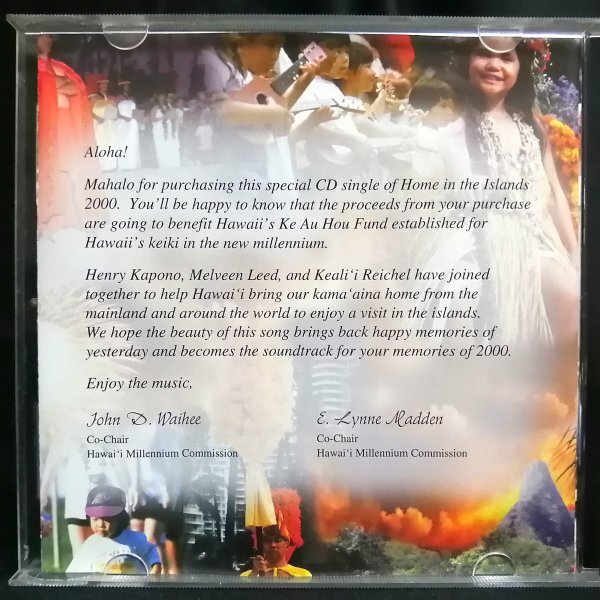 Aloha!
Mahalo for purchasing this special CD single of Home in the Islands
2000. You'll be happy to know that the proceeds from your purchase
are going to benefit Hawaii's Ke Au Hou Fund established for
Hawaii's keiki in the new millennium.
Henry Kapono, Melveen Leed, and Keali‘i Reichel have joined
together to help Hawai‘i bring our kama‘aina home from the
mainland and around the world to enjoy a visit in the islands.
We hope the beauty of this song brings back happy memories of
yesterday and becomes the soundtrack for your memories of 2000.
Enjoy the music,
John D. Waihee
Co-Chair
Hawai‘i Millennium Commission
E. Lynne Madden
Co-Chair
Hawai‘i Millennium Commission